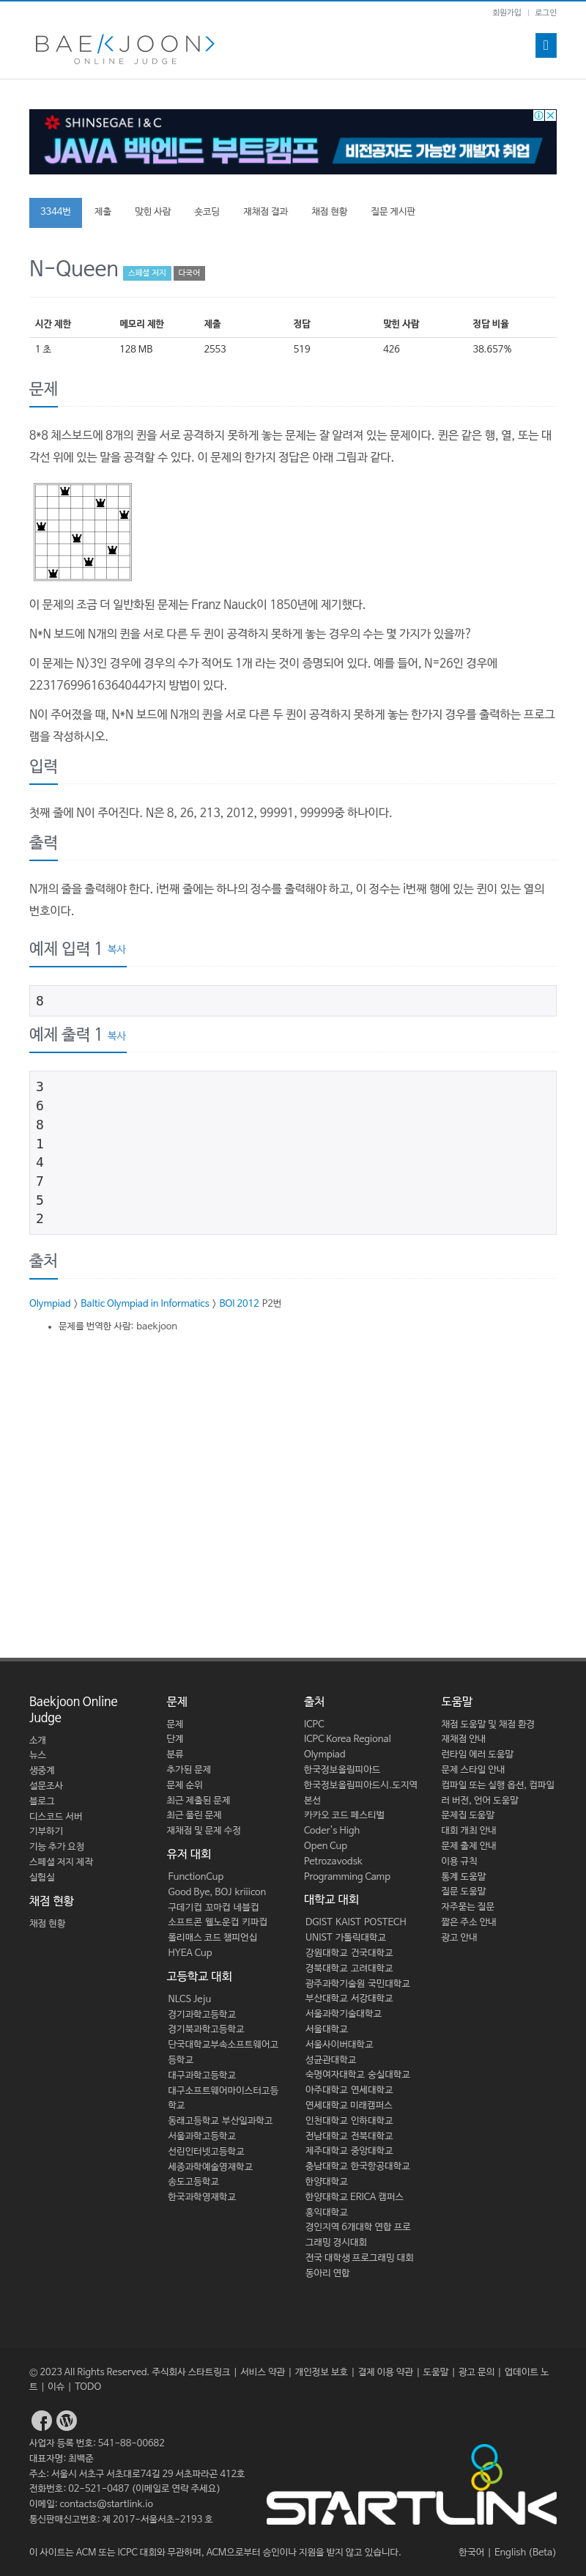 회원가입 | 로그인
BAEKJOON
ONLINE JUDGE
SHINSEGAE I&C
JAVA 백엔드 부트캠프 비전공자도 가능한 개발자 취업
3344번 제출 맞힌 사람 숏코딩 재채점 결과 채점 현황 질문 게시판
N-Queen 스페셜 저지 다국어
시간 제한 메모리 제한 제출 정답 맞힌 사람 정답 비율
1 초 128 MB 2553 519 426 38.657%
문제
8*8 체스보드에 8개의 퀸을 서로 공격하지 못하게 놓는 문제는 잘 알려져 있는 문제이다. 퀸은 같은 행, 열, 또는 대
각선 위에 있는 말을 공격할 수 있다. 이 문제의 한가지 정답은 아래 그림과 같다.
이 문제의 조금 더 일반화된 문제는 Franz Nauck이 1850년에 제기했다.
N*N 보드에 N개의 퀸을 서로 다른 두 퀸이 공격하지 못하게 놓는 경우의 수는 몇 가지가 있을까?
이 문제는 N>3인 경우에 경우의 수가 적어도 1개 라는 것이 증명되어 있다. 예를 들어, N=26인 경우에
22317699616364044가지 방법이 있다.
N이 주어졌을 때, N*N 보드에 N개의 퀸을 서로 다른 두 퀸이 공격하지 못하게 놓는 한가지 경우를 출력하는 프로그
램을 작성하시오.
입력
첫째 줄에 N이 주어진다. N은 8, 26, 213, 2012, 99991, 99999중 하나이다.
출력
N개의 줄을 출력해야 한다. i번째 줄에는 하나의 정수를 출력해야 하고, 이 정수는 i번째 행에 있는 퀸이 있는 열의
번호이다.
예제 입력 1 복사
8
예제 출력 1 복사
3
6
8
1
4
7
5
2
출처
Olympiad > Baltic Olympiad in Informatics > BOI 2012 P2번
• 문제를 번역한 사람: baekjoon
Baekjoon Online
Judge
소개
뉴스
생중계
설문조사
블로그
디스코드 서버
기부하기
기능 추가 요청
스페셜 저지 제작
실험실
채점 현황
채점 현황
문제
문제
단계
분류
추가된 문제
문제 순위
최근 제출된 문제
최근 풀린 문제
재채점 및 문제 수정
유저 대회
FunctionCup
Good Bye, BOJ kriiicon
구데기컵 꼬마컵 네블컵
소프트콘 웰노운컵 키파컵
폴리매스 코드 챔피언십
HYEA Cup
고등학교 대회
NLCS Jeju
경기과학고등학교
경기북과학고등학교
단국대학교부속소프트웨어고
등학교
대구과학고등학교
대구소프트웨어마이스터고등
학교
동래고등학교 부산일과학고
서울과학고등학교
선린인터넷고등학교
세종과학예술영재학교
송도고등학교
한국과학영재학교
출처
ICPC
ICPC Korea Regional
Olympiad
한국정보올림피아드
한국정보올림피아드시.도지역
본선
카카오 코드 페스티벌
Coder's High
Open Cup
Petrozavodsk
Programming Camp
대학교 대회
DGIST KAIST POSTECH
UNIST 가톨릭대학교
강원대학교 건국대학교
경북대학교 고려대학교
광주과학기술원 국민대학교
부산대학교 서강대학교
서울과학기술대학교
서울대학교
서울사이버대학교
성균관대학교
숙명여자대학교 숭실대학교
아주대학교 연세대학교
연세대학교 미래캠퍼스
인천대학교 인하대학교
전남대학교 전북대학교
제주대학교 중앙대학교
충남대학교 한국항공대학교
한양대학교
한양대학교 ERICA 캠퍼스
홍익대학교
경인지역 6개대학 연합 프로
그래밍 경시대회
전국 대학생 프로그래밍 대회
동아리 연합
도움말
채점 도움말 및 채점 환경
재채점 안내
런타임 에러 도움말
문제 스타일 안내
컴파일 또는 실행 옵션, 컴파일
러 버전, 언어 도움말
문제집 도움말
대회 개최 안내
문제 출제 안내
이용 규칙
통계 도움말
질문 도움말
자주묻는 질문
짧은 주소 안내
광고 안내
© 2023 All Rights Reserved. 주식회사 스타트링크 | 서비스 약관 | 개인정보 보호 | 결제 이용 약관 | 도움말 | 광고 문의 | 업데이트 노
트 | 이슈 | TODO
사업자 등록 번호: 541-88-00682
대표자명: 최백준
주소: 서울시 서초구 서초대로74길 29 서초파라곤 412호
전화번호: 02-521-0487 (이메일로 연락 주세요)
이메일: contacts@startlink.io
통신판매신고번호: 제 2017-서울서초-2193 호
STARTLINK
이 사이트는 ACM 또는 ICPC 대회와 무관하며, ACM으로부터 승인이나 지원을 받지 않고 있습니다. 한국어 | English (Beta)